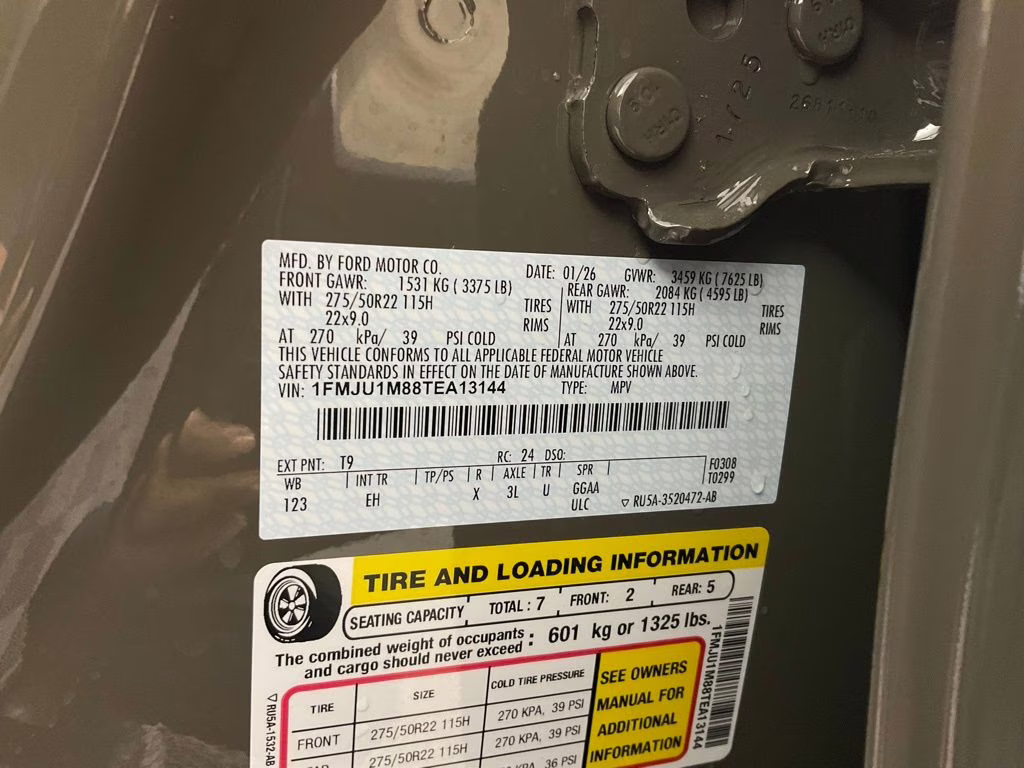 1725
MFD. BY FORD MOTOR CO.
DATE: 01/26 GVWR: 3459 KG ( 7625 LB)
FRONT GAWR: 1531 KG ( 3375 LB)
REAR GAWR: 2084 KG ( 4595 LB)
WITH 275/50R22 115H TIRES
WITH 275/50R22 115H TIRES
22x9.0 RIMS
22x9.0 RIMS
AT 270 kPa/ 39 PSI COLD
AT 270 kPa/ 39 PSI COLD
THIS VEHICLE CONFORMS TO ALL APPLICABLE FEDERAL MOTOR VEHICLE
SAFETY STANDARDS IN EFFECT ON THE DATE OF MANUFACTURE SHOWN ABOVE.
VIN: 1FMJU1M88TEA13144 TYPE: MPV
EXT PNT: T9 RC: 24 DSO:
WB INT TR TP/PS R AXLE TR SPR F0308
123 EH X 3L U GGAA T0299
ULC ▽ RU5A-3520472-AB
TIRE AND LOADING INFORMATION
SEATING CAPACITY TOTAL : 7 FRONT: 2 REAR: 5
The combined weight of occupants and cargo should never exceed : 601 kg or 1325 lbs.
TIRE SIZE COLD TIRE PRESSURE
FRONT 275/50R22 115H 270 KPA, 39 PSI
275/50R22 115H 270 KPA, 39 PSI
36 PSI
SEE OWNERS
MANUAL FOR
ADDITIONAL
INFORMATION
1FMJU1M88TEA13144
▽ RU5A-1532-AB